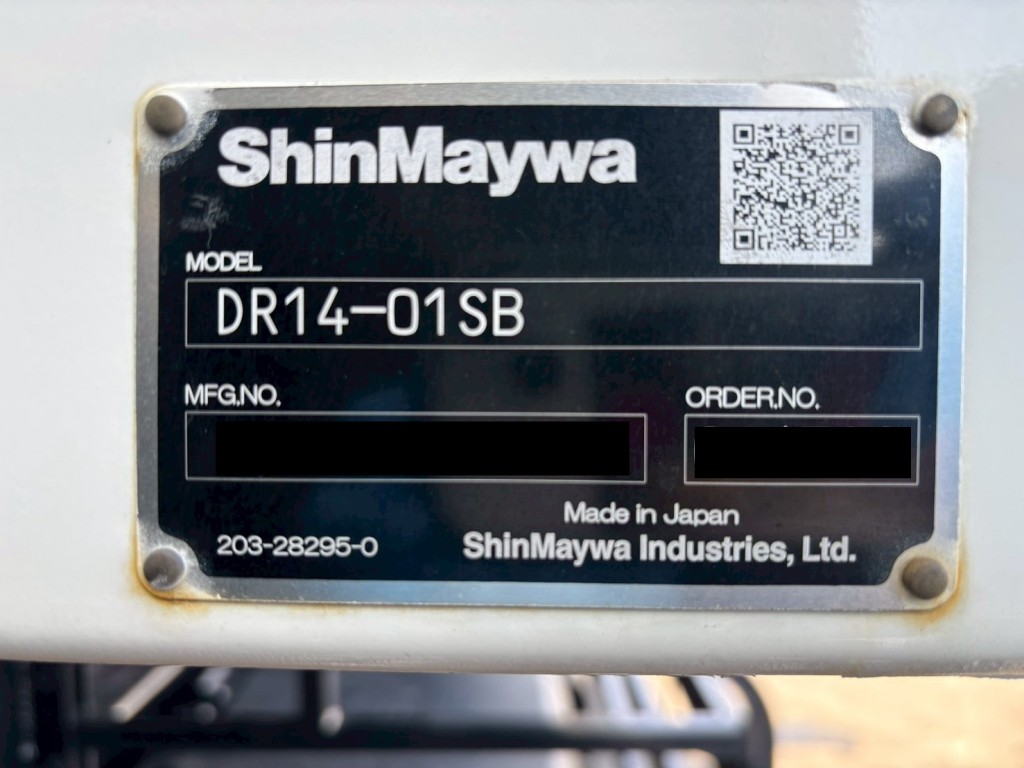 ShinMaywa
MODEL
DR14-01SB
MFG.NO.
ORDER.NO.
Made in Japan
203-28295-0
ShinMaywa Industries, Ltd.